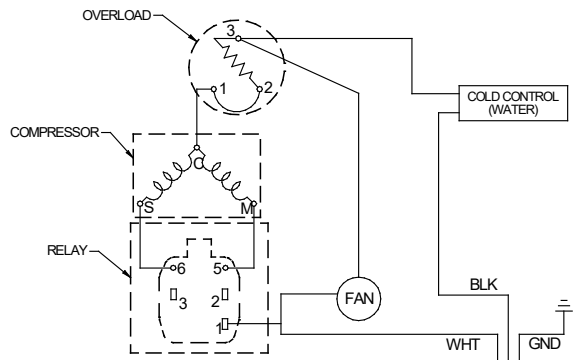 OVERLOAD
3
1
2
COLD CONTROL
(WATER)
COMPRESSOR
C
S
M
RELAY
6
5
3
2
1
FAN
BLK
WHT
GND